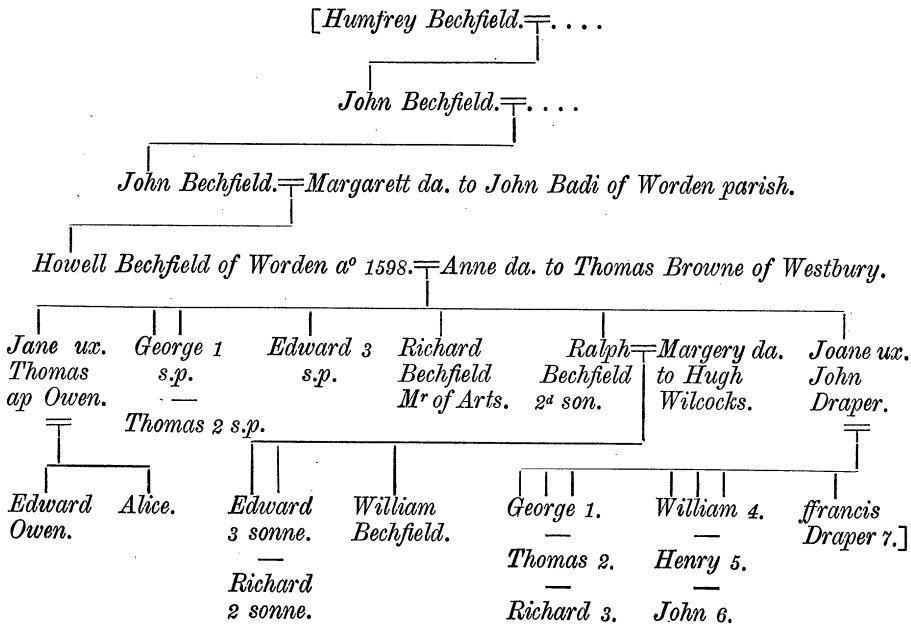 [Humfrey Bechfield.=. . . .
John Bechfield.=. . . .
John Bechfield.=Margarett da. to John Badi of Worden parish.
Howell Bechfield of Worden aº 1598.=Anne da. to Thomas Browne of Westbury.
Jane ux.
Thomas
ap Owen.
George 1
s.p.
—
Thomas 2 s.p.
Edward 3
s.p.
Richard
Bechfield
Mʳ of Arts.
Ralph=Margery da.
Bechfield to Hugh
2ᵈ son. Wilcocks.
Joane ux.
John
Draper.
Edward
Owen.
Alice.
Edward
3 sonne.
—
Richard
2 sonne.
William
Bechfield.
George 1.
—
Thomas 2.
—
Richard 3.
William 4.
—
Henry 5.
—
John 6.
ffrancis
Draper 7.]